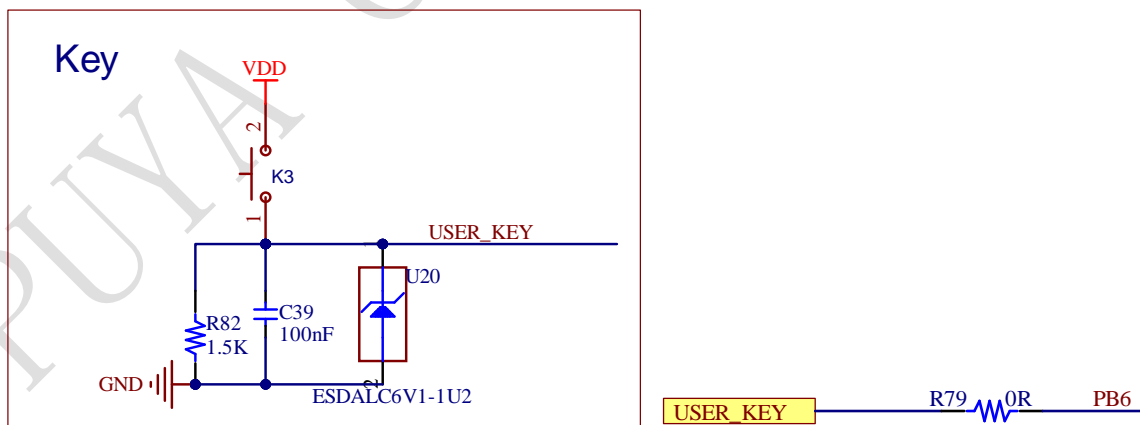 PUYA
Key
VDD
2
K3
1
USER_KEY
U20
R82
1.5K
C39
100nF
GND
2
ESDALC6V1-1U2
R79
0R
PB6
USER_KEY